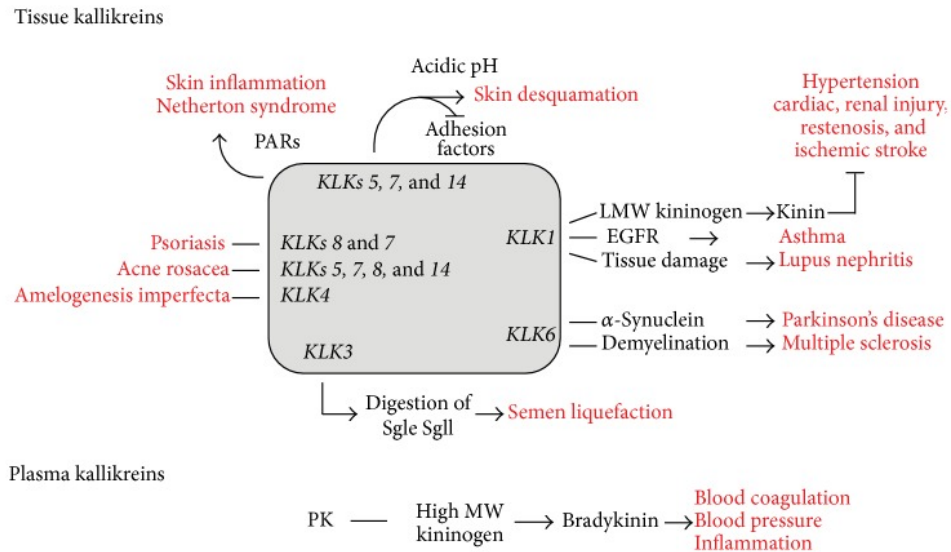 Tissue kallikreins
Acidic pH
Skin inflammation
Netherton syndrome
Skin desquamation
Hypertension
cardiac, renal injury,
restenosis, and
ischemic stroke
PARs
Adhesion
factors
KLKs 5, 7, and 14
KLK1
LMW kininogen
Kinin
EGFR
Asthma
Tissue damage
Lupus nephritis
Psoriasis
KLKs 8 and 7
Acne rosacea
KLKs 5, 7, 8, and 14
Amelogenesis imperfecta
KLK4
KLK6
α-Synuclein
Parkinson's disease
Demyelination
Multiple sclerosis
KLK3
Digestion of
Sgle Sgll
Semen liquefaction
Plasma kallikreins
PK
High MW
kininogen
Bradykinin
Blood coagulation
Blood pressure
Inflammation